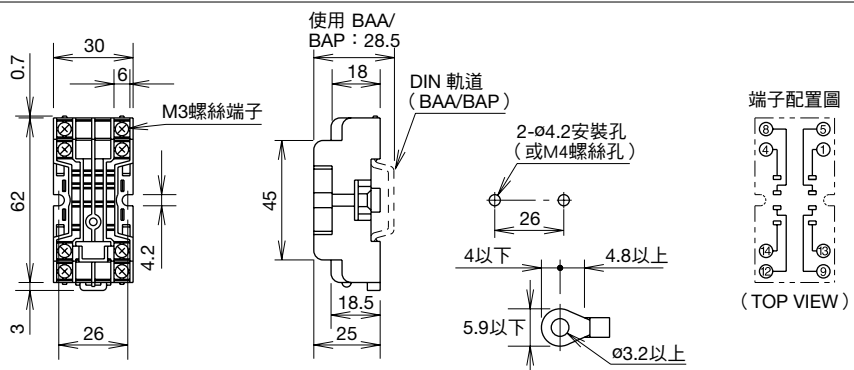 使用 BAA/
BAP：28.5
30
18
0.7
6
DIN 軌道
（BAA/BAP）
M3螺絲端子
端子配置圖
2-ø4.2安裝孔
（或M4螺絲孔）
⑧ ⑤
④ ①
62
4.2
45
26
4以下
4.8以上
⑭ ⑬
⑫ ⑨
（TOP VIEW）
3
26
18.5
25
5.9以下
ø3.2以上